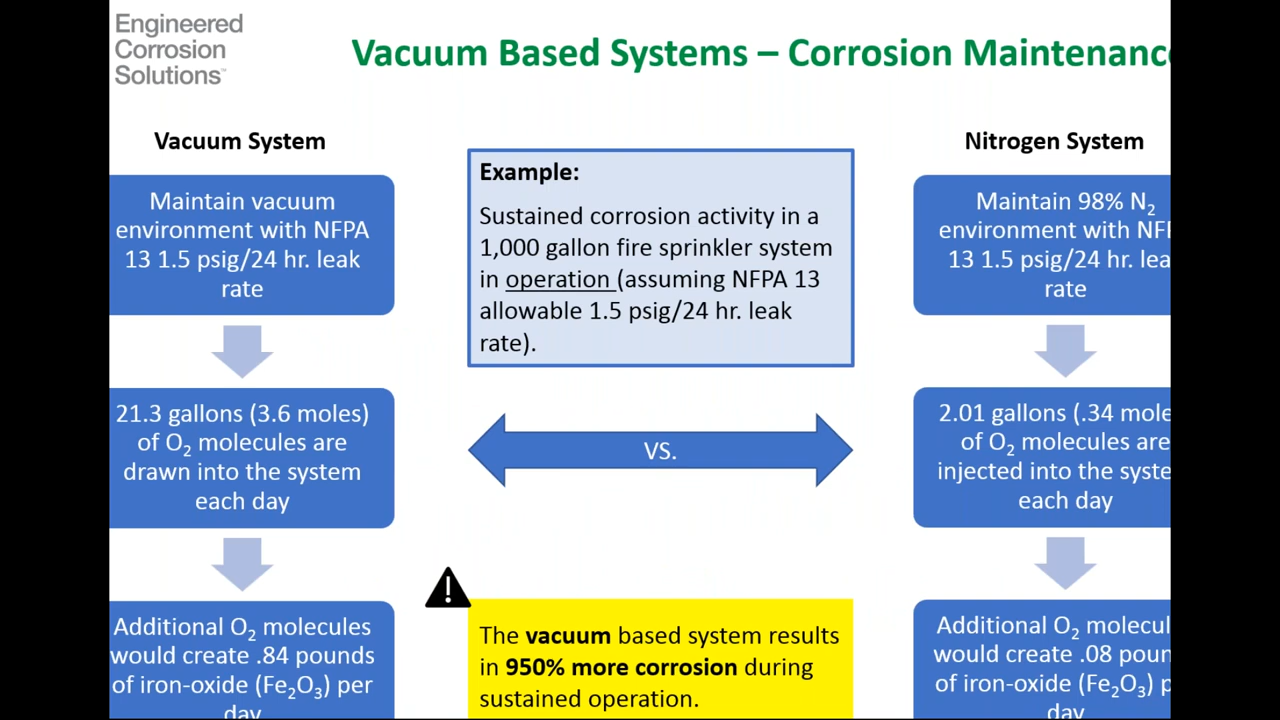 Engineered
Corrosion
Solutions™
Vacuum Based Systems – Corrosion Maintenance
Vacuum System
Maintain vacuum
environment with NFPA
13 1.5 psig/24 hr. leak
rate
21.3 gallons (3.6 moles)
of O₂ molecules are
drawn into the system
each day
Additional O₂ molecules
would create .84 pounds
of iron-oxide (Fe₂O₃) per
day
Example:
Sustained corrosion activity in a
1,000 gallon fire sprinkler system
in operation (assuming NFPA 13
allowable 1.5 psig/24 hr. leak
rate).
VS.
The vacuum based system results
in 950% more corrosion during
sustained operation.
Nitrogen System
Maintain 98% N₂
environment with NF
13 1.5 psig/24 hr. lea
rate
2.01 gallons (.34 mole
of O₂ molecules are
injected into the syste
each day
Additional O₂ molecul
would create .08 poun
of iron-oxide (Fe₂O₃) p
day